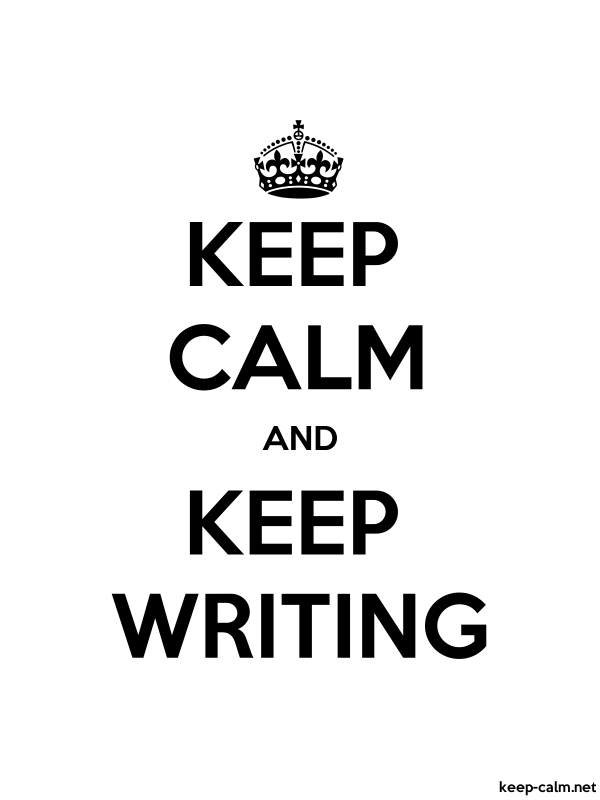 KEEP
CALM
AND
KEEP
WRITING
keep-calm.net